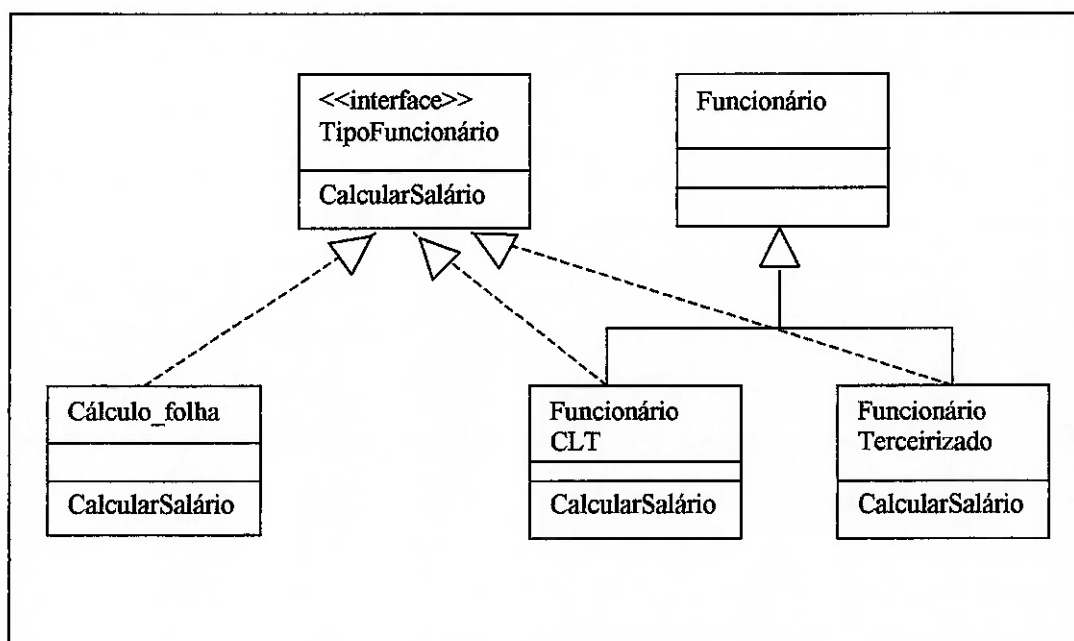 <<interface>>
TipoFuncionário
CalcularSalário
Funcionário
Cálculo_folha
CalcularSalário
Funcionário
CLT
CalcularSalário
Funcionário
Terceirizado
CalcularSalário